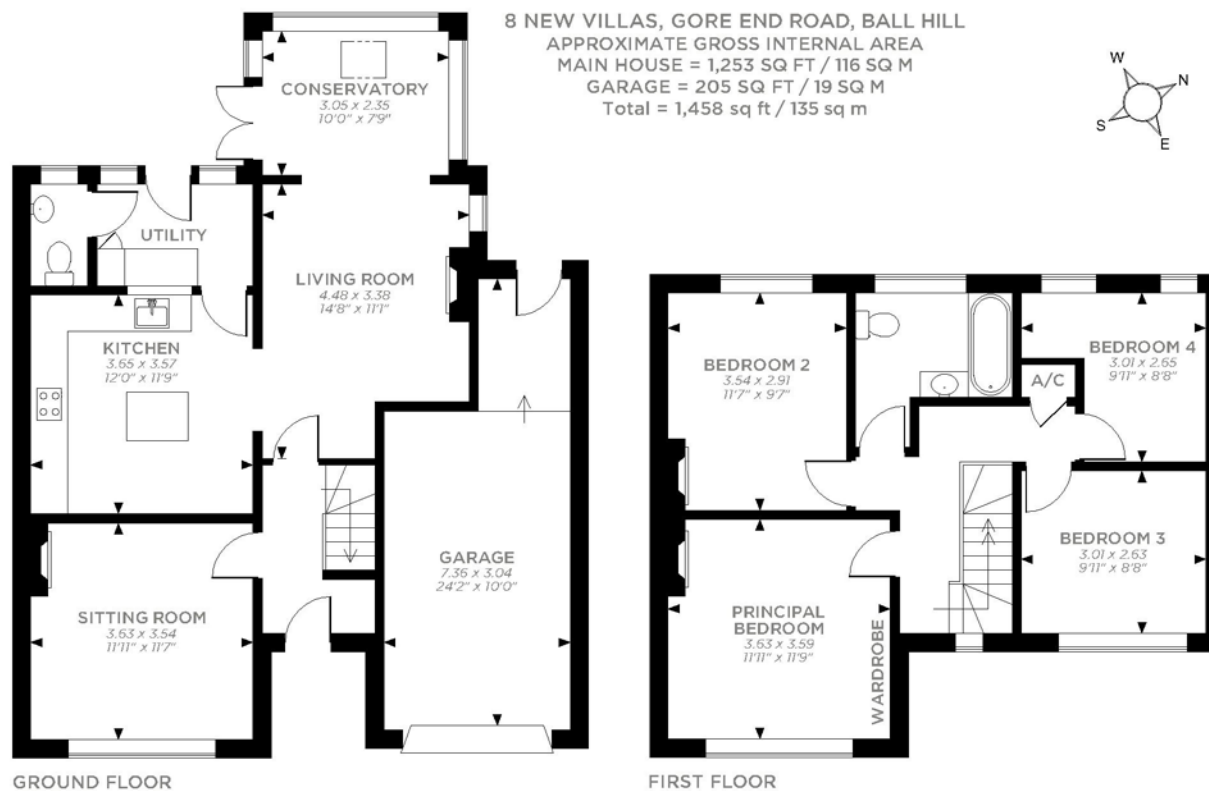 8 NEW VILLAS, GORE END ROAD, BALL HILL
APPROXIMATE GROSS INTERNAL AREA
MAIN HOUSE = 1,253 SQ FT / 116 SQ M
GARAGE = 205 SQ FT / 19 SQ M
Total = 1,458 sq ft / 135 sq m
W
N
S
E
CONSERVATORY
3.05 x 2.35
10'0" x 7'9"
UTILITY
LIVING ROOM
4.48 x 3.38
14'8" x 11'1"
KITCHEN
3.65 x 3.57
12'0" x 11'9"
SITTING ROOM
3.63 x 3.54
11'11" x 11'7"
GARAGE
7.36 x 3.04
24'2" x 10'0"
GROUND FLOOR
BEDROOM 2
3.54 x 2.91
11'7" x 9'7"
A/C
BEDROOM 4
3.01 x 2.65
9'11" x 8'8"
BEDROOM 3
3.01 x 2.63
9'11" x 8'8"
PRINCIPAL
BEDROOM
3.63 x 3.59
11'11" x 11'9"
WARDROBE
FIRST FLOOR